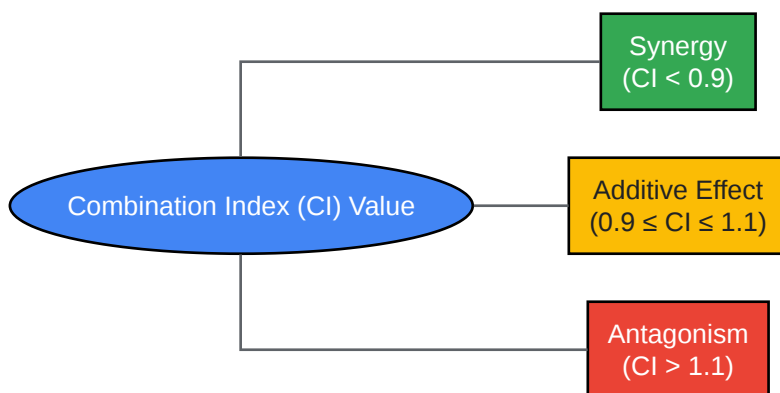 Synergy
(CI < 0.9)
Combination Index (CI) Value
Additive Effect
(0.9 ≤ CI ≤ 1.1)
Antagonism
(CI > 1.1)